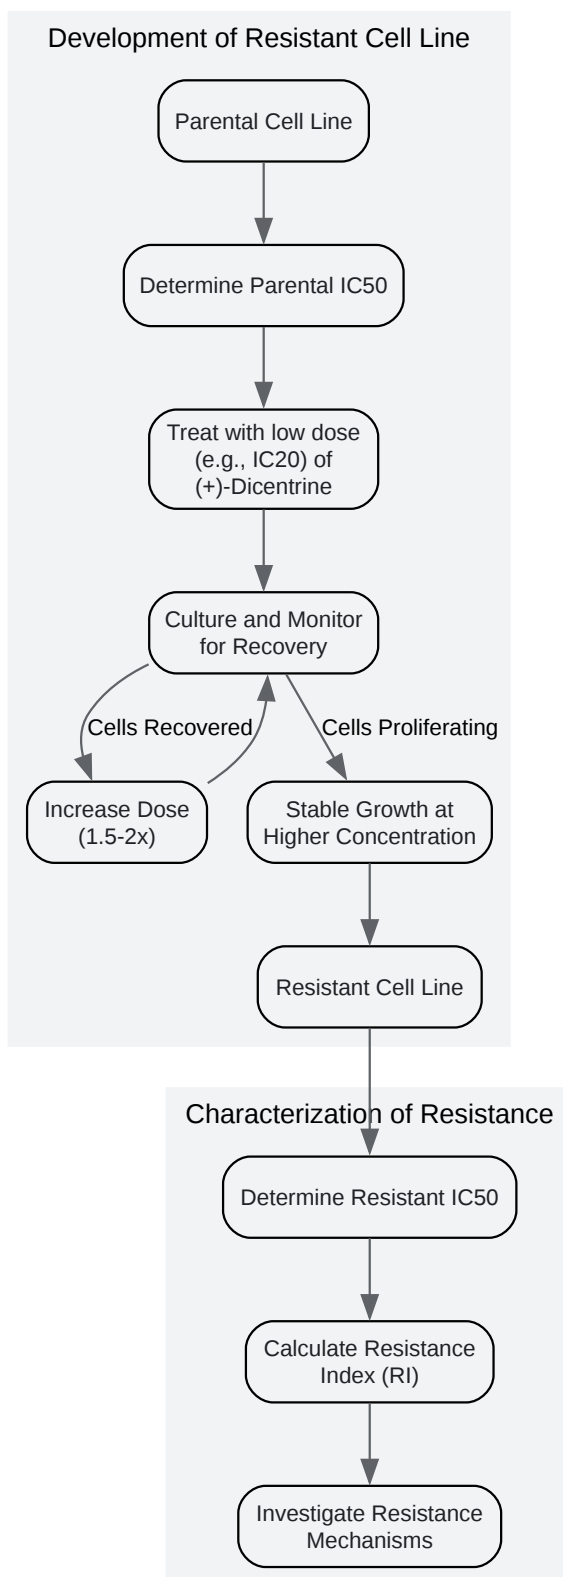 Development of Resistant Cell Line
Parental Cell Line
Determine Parental IC50
Treat with low dose
(e.g., IC20) of
(+)-Dicentrine
Culture and Monitor
for Recovery
Cells Recovered
Cells Proliferating
Increase Dose
(1.5-2x)
Stable Growth at
Higher Concentration
Resistant Cell Line
Characterization of Resistance
Determine Resistant IC50
Calculate Resistance
Index (RI)
Investigate Resistance
Mechanisms